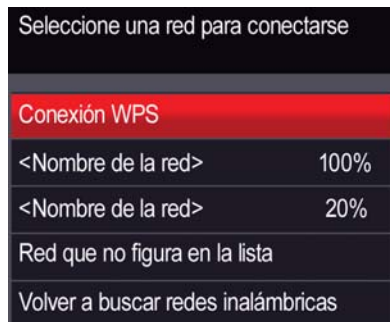 Seleccione una red para conectarse
Conexión WPS
<Nombre de la red> 100%
<Nombre de la red> 20%
Red que no figura en la lista
Volver a buscar redes inalámbricas